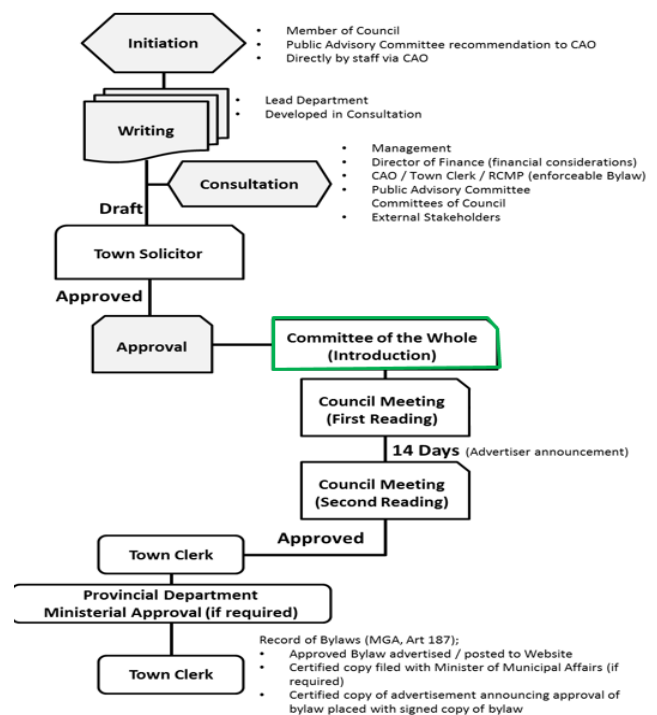 Initiation
• Member of Council
• Public Advisory Committee recommendation to CAO
• Directly by staff via CAO
Writing
• Lead Department
• Developed in Consultation
Consultation
• Management
• Director of Finance (financial considerations)
• CAO / Town Clerk / RCMP (enforceable Bylaw)
• Public Advisory Committee
Committees of Council
• External Stakeholders
Draft
Town Solicitor
Approved
Approval
Committee of the Whole
(Introduction)
Council Meeting
(First Reading)
14 Days (Advertiser announcement)
Council Meeting
(Second Reading)
Approved
Town Clerk
Provincial Department
Ministerial Approval (if required)
Town Clerk
Record of Bylaws (MGA, Art 187);
• Approved Bylaw advertised / posted to Website
• Certified copy filed with Minister of Municipal Affairs (if
required)
• Certified copy of advertisement announcing approval of
bylaw placed with signed copy of bylaw